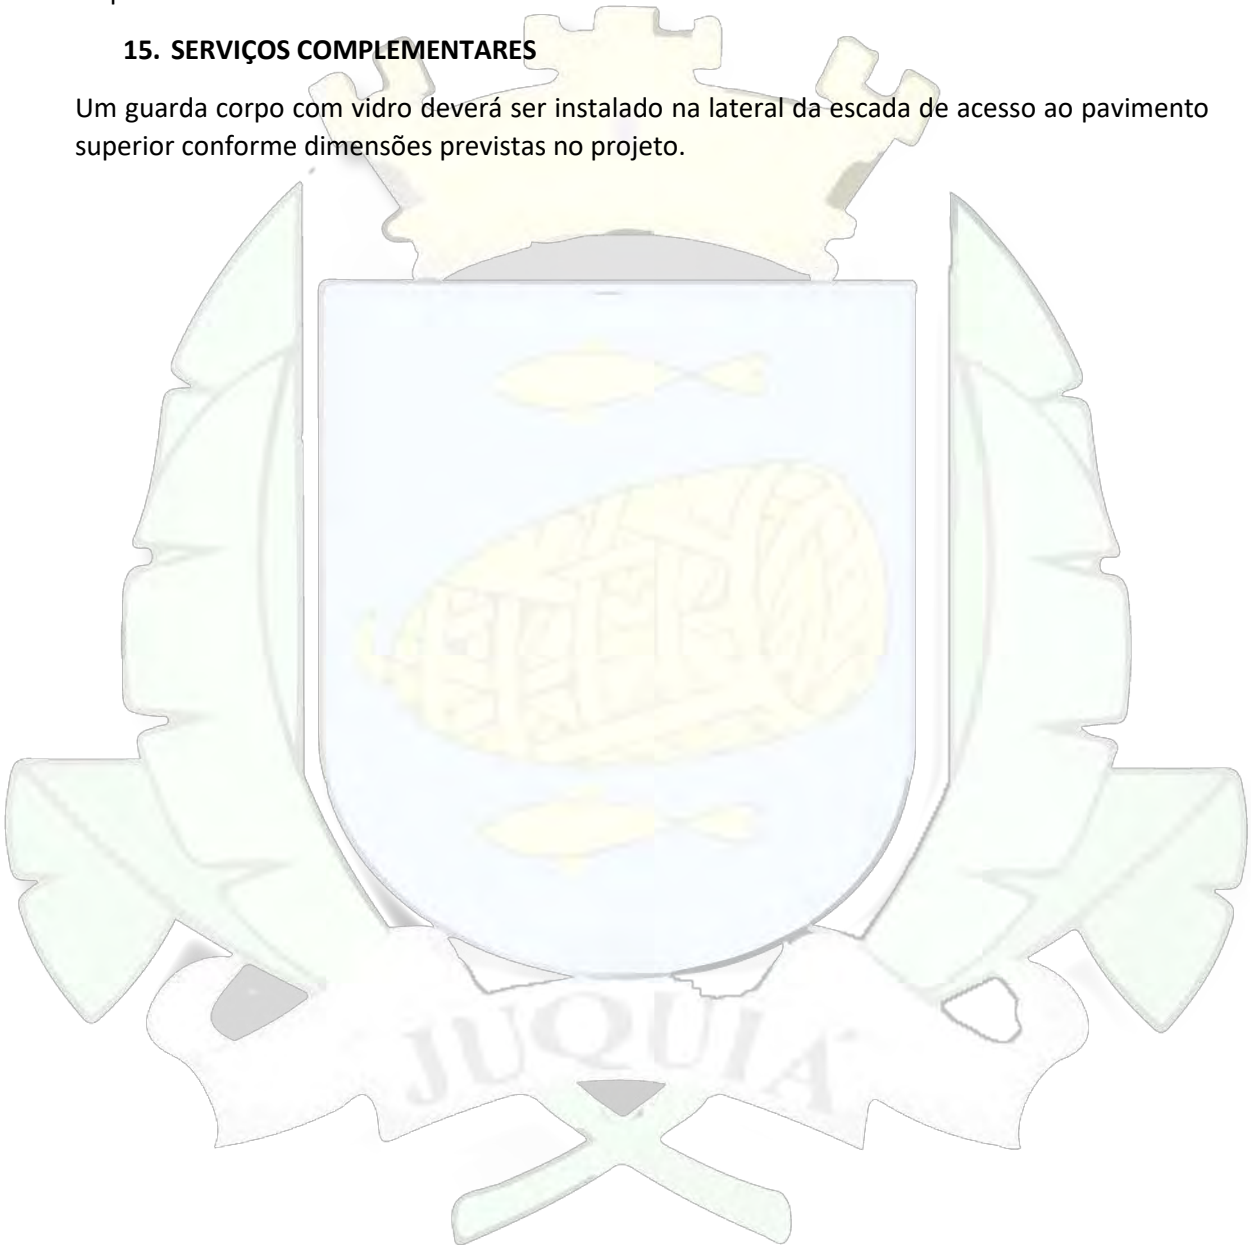 15. SERVIÇOS COMPLEMENTARES
Um guarda corpo com vidro deverá ser instalado na lateral da escada de acesso ao pavimento
superior conforme dimensões previstas no projeto.
JUQUIÁ